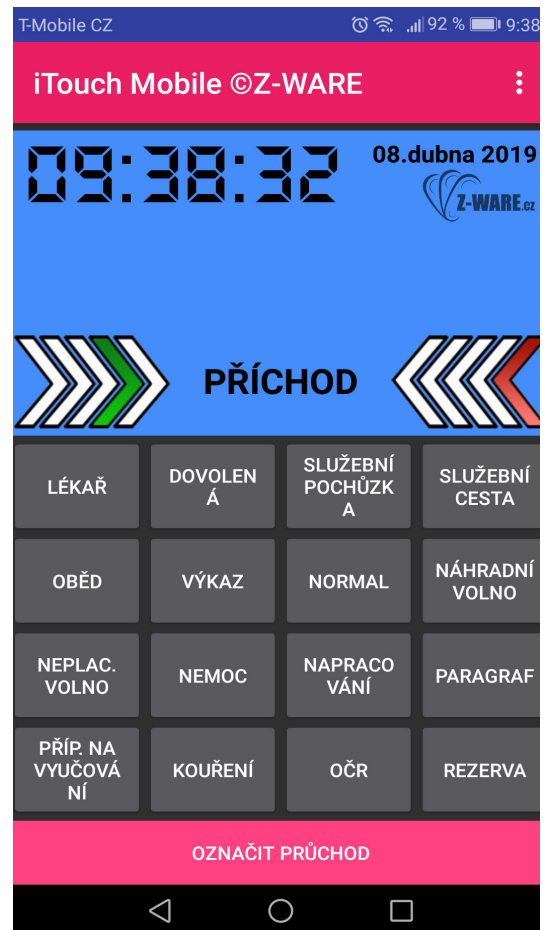 T-Mobile CZ 92 % 9:38
iTouch Mobile ©Z-WARE
09:38:32 08.dubna 2019
Z-WARE.cz
PŘÍCHOD
LÉKAŘ
DOVOLEN
Á
SLUŽEBNÍ
POCHŮZK
A
SLUŽEBNÍ
CESTA
OBĚD
VÝKAZ
NORMAL
NÁHRADNÍ
VOLNO
NEPLAC.
VOLNO
NEMOC
NAPRACO
VÁNÍ
PARAGRAF
PŘÍP. NA
VYUČOVÁ
NÍ
KOUŘENÍ
OČR
REZERVA
OZNAČIT PRŮCHOD